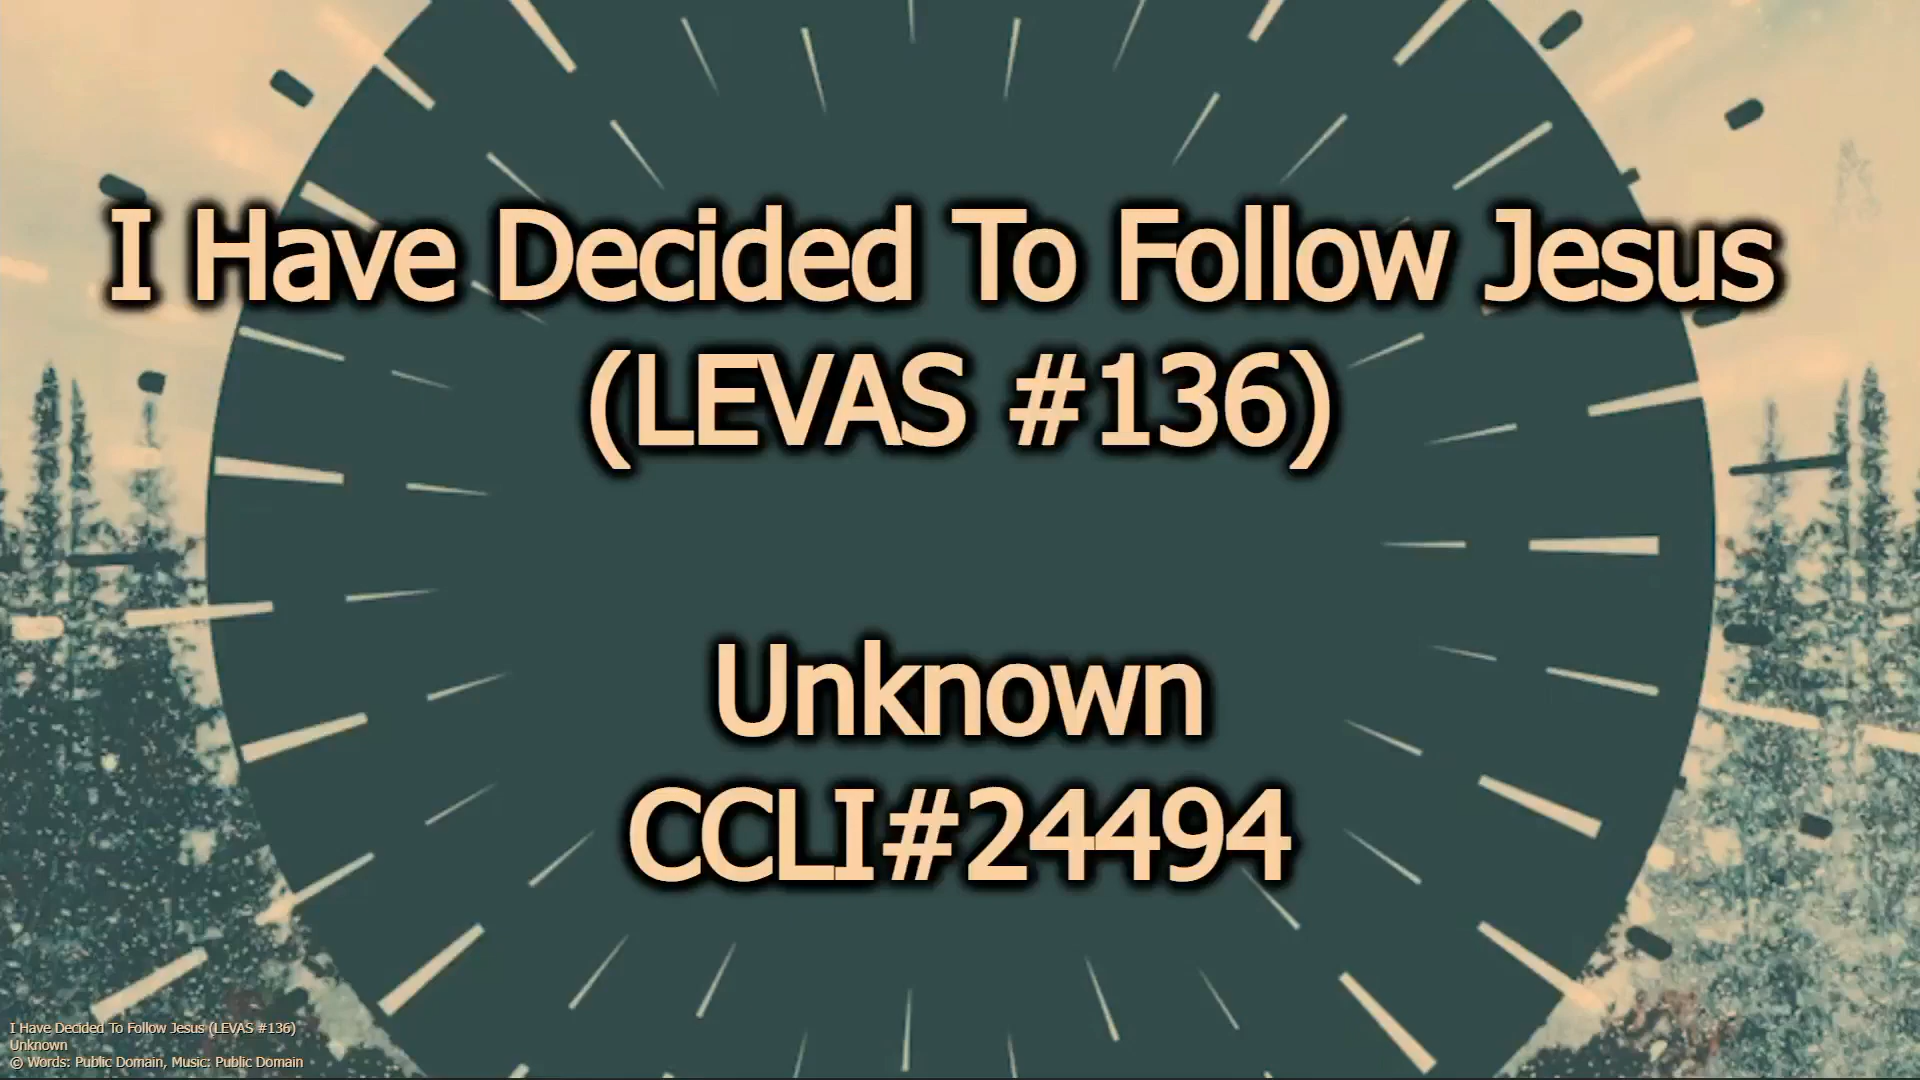 I Have Decided To Follow Jesus
(LEVAS #136)
Unknown
CCLI#24494
I Have Decided To Follow Jesus (LEVAS #136)
Unknown
© Words: Public Domain, Music: Public Domain